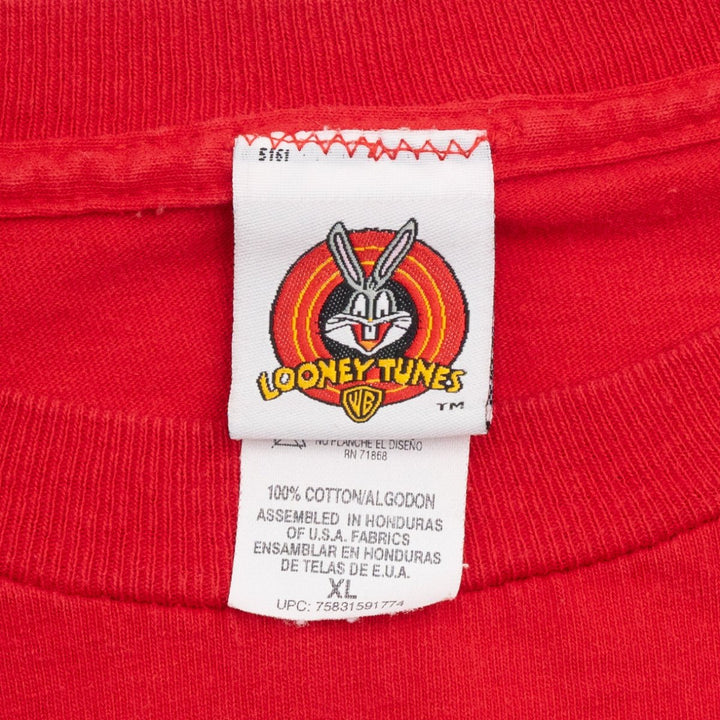 5161
LOONEY TUNES
WB
TM
NO PLANCHE EL DISEÑO
RN 71868
100% COTTON/ALGODON
ASSEMBLED IN HONDURAS
OF U.S.A. FABRICS
ENSAMBLAR EN HONDURAS
DE TELAS DE E.U.A.
XL
UPC: 75831591774